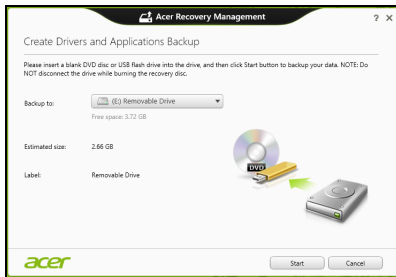 Acer Recovery Management
? X
Create Drivers and Applications Backup
Please insert a blank DVD disc or USB flash drive into the drive, and then click Start button to backup your data. NOTE: Do
NOT disconnect the drive while burning the recovery disc.
Backup to:
(E:) Removable Drive
Free space: 3.72 GB
Estimated size:
2.66 GB
Label:
Removable Drive
DVD
acer
Start
Cancel